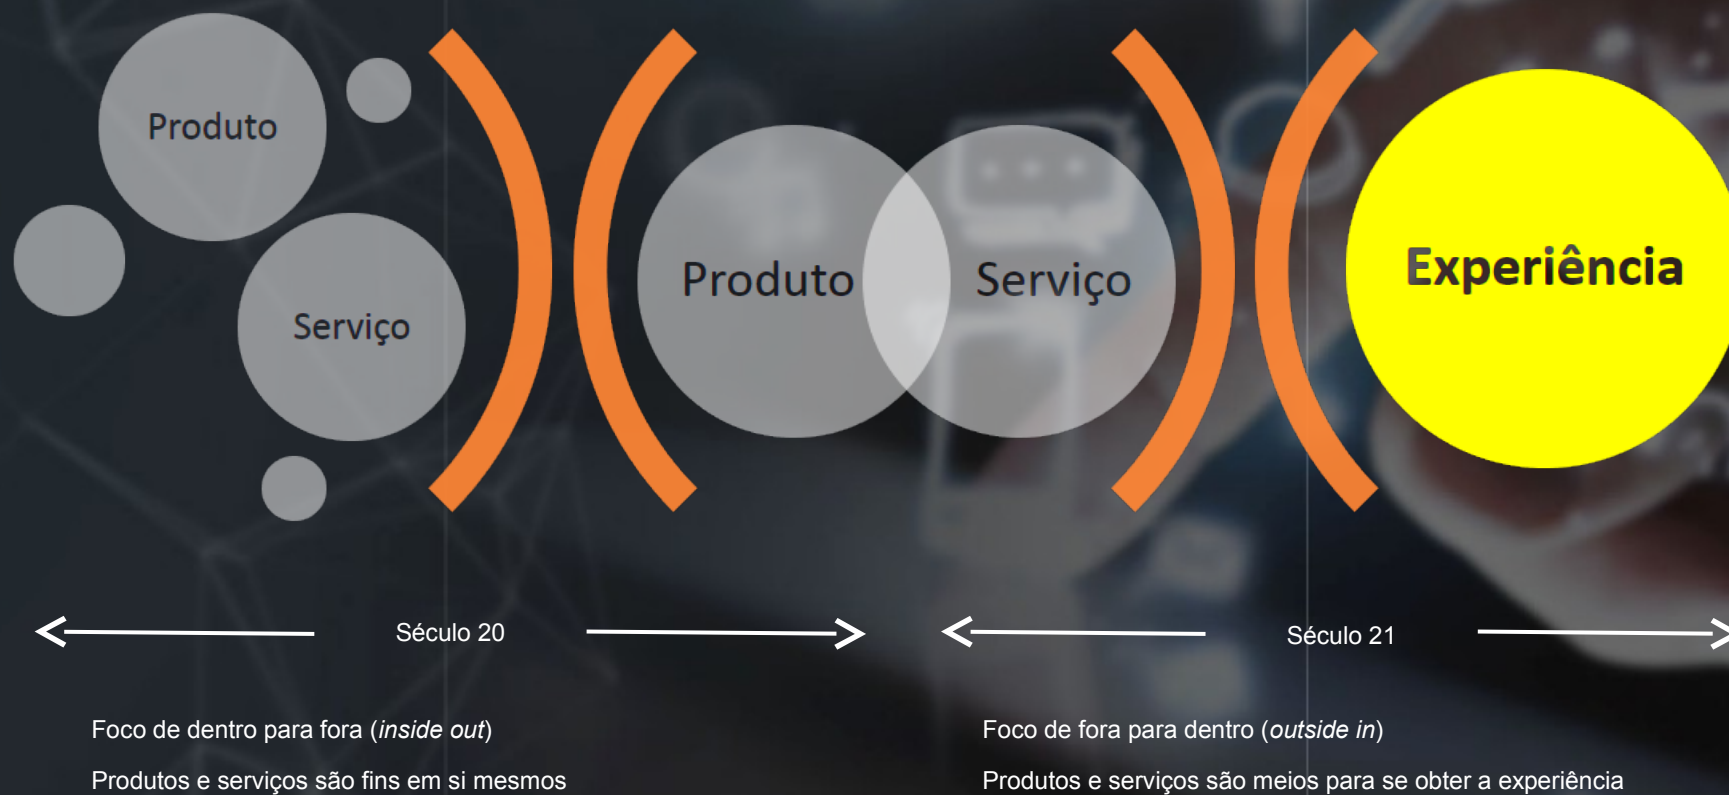 Produto
Serviço
Produto
Serviço
Experiência
Século 20
Século 21
Foco de dentro para fora (inside out)
Produtos e serviços são fins em si mesmos
Foco de fora para dentro (outside in)
Produtos e serviços são meios para se obter a experiência